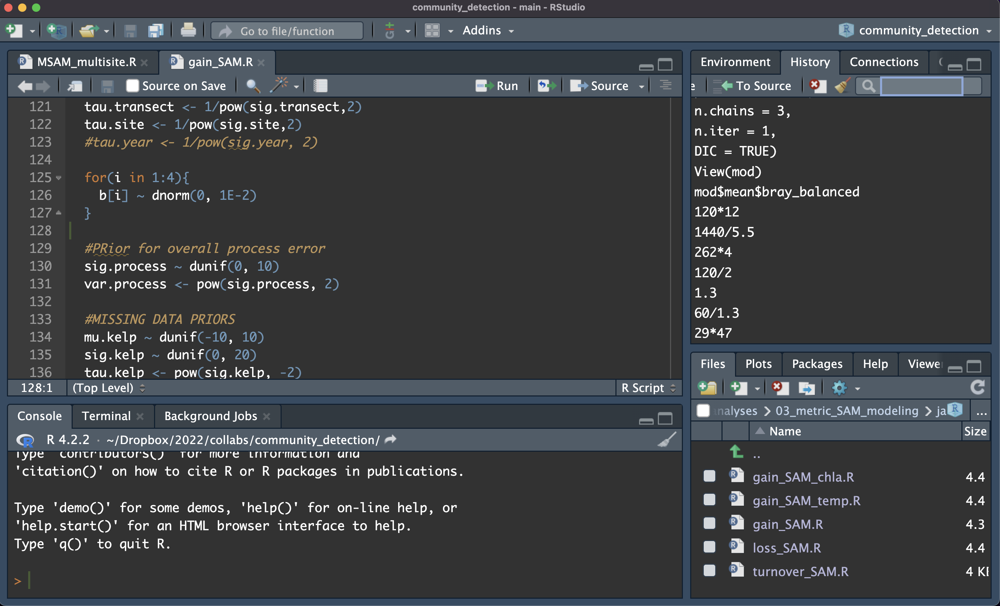 community_detection - main - RStudio
Go to file/function
Addins
community_detection
MSAM_multisite.R
gain_SAM.R
Source on Save
Run
Source
121 tau.transect <- 1/pow(sig.transect,2)
122 tau.site <- 1/pow(sig.site,2)
123 #tau.year <- 1/pow(sig.year, 2)
124
125 for(i in 1:4){
126 b[i] ~ dnorm(0, 1E-2)
127 }
128
129 #PRior for overall process error
130 sig.process ~ dunif(0, 10)
131 var.process <- pow(sig.process, 2)
132
133 #MISSING DATA PRIORS
134 mu.kelp ~ dunif(-10, 10)
135 sig.kelp ~ dunif(0, 20)
136 tau.kelp <- pow(sig.kelp, -2)
128:1 (Top Level) R Script
Console Terminal Background Jobs
R 4.2.2 · ~/Dropbox/2022/collabs/community_detection/
Type 'contributors()' for more information and
'citation()' on how to cite R or R packages in publications.
Type 'demo()' for some demos, 'help()' for on-line help, or
'help.start()' for an HTML browser interface to help.
Type 'q()' to quit R.
>
Environment History Connections
To Source
n.chains = 3,
n.iter = 1,
DIC = TRUE)
View(mod)
mod$mean$bray_balanced
120*12
1440/5.5
262*4
120/2
1.3
60/1.3
29*47
Files Plots Packages Help Viewer
analyses 03_metric_SAM_modeling ja ...
Name Size
..
gain_SAM_chla.R 4.4
gain_SAM_temp.R 4.4
gain_SAM.R 4.3
loss_SAM.R 4.4
turnover_SAM.R 4 KB